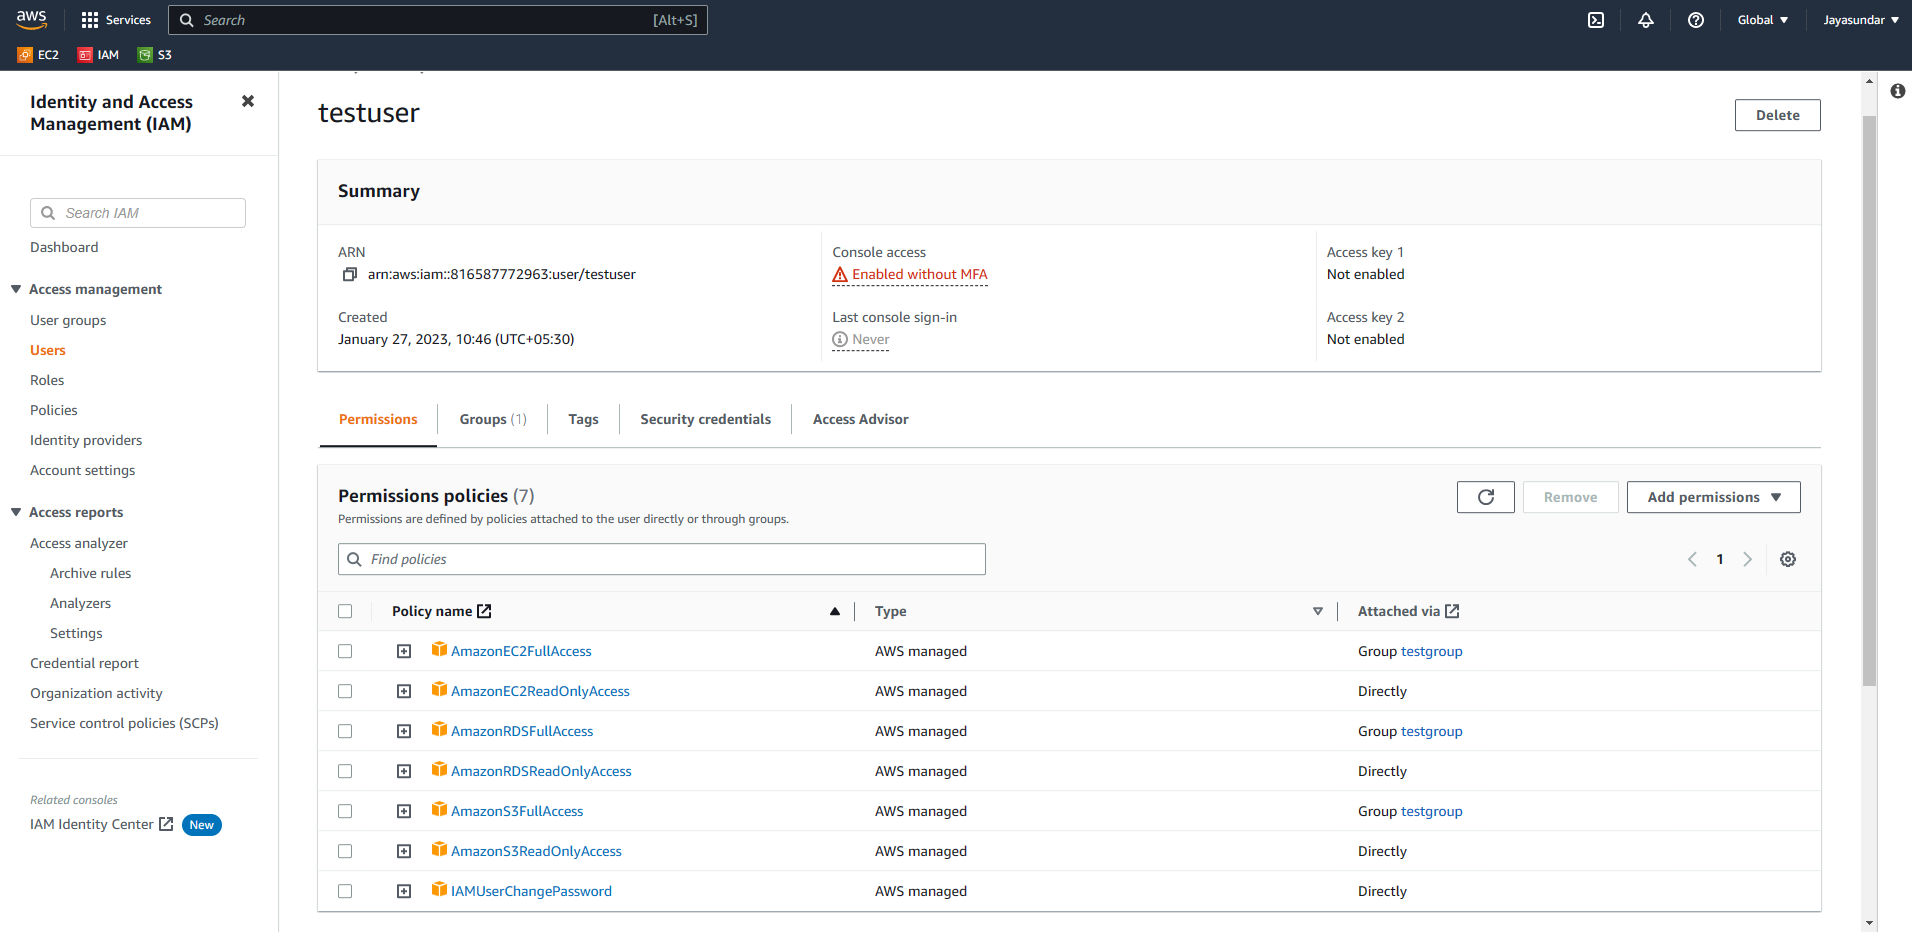 aws
Services
Search
[Alt+S]
Global
Jayasundar
EC2
IAM
S3
Identity and Access
Management (IAM)
Search IAM
Dashboard
Access management
User groups
Users
Roles
Policies
Identity providers
Account settings
Access reports
Access analyzer
Archive rules
Analyzers
Settings
Credential report
Organization activity
Service control policies (SCPs)
Related consoles
IAM Identity Center
New
testuser
Delete
Summary
ARN
arn:aws:iam::816587772963:user/testuser
Created
January 27, 2023, 10:46 (UTC+05:30)
Console access
Enabled without MFA
Last console sign-in
Never
Access key 1
Not enabled
Access key 2
Not enabled
Permissions
Groups (1)
Tags
Security credentials
Access Advisor
Permissions policies (7)
Permissions are defined by policies attached to the user directly or through groups.
Remove
Add permissions
Find policies
1
Policy name
Type
Attached via
AmazonEC2FullAccess AWS managed Group testgroup
AmazonEC2ReadOnlyAccess AWS managed Directly
AmazonRDSFullAccess AWS managed Group testgroup
AmazonRDSReadOnlyAccess AWS managed Directly
AmazonS3FullAccess AWS managed Group testgroup
AmazonS3ReadOnlyAccess AWS managed Directly
IAMUserChangePassword AWS managed Directly